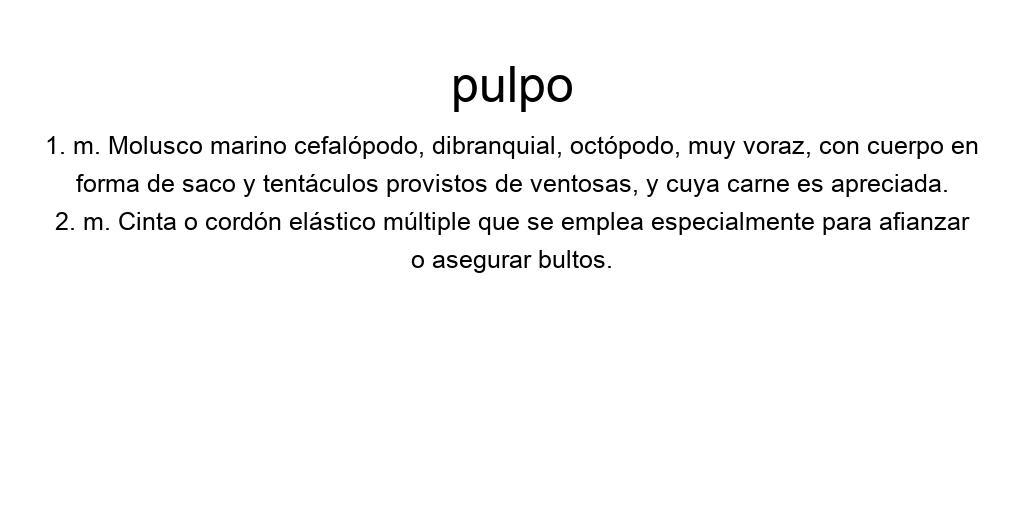 pulpo
1. m. Molusco marino cefalópodo, dibranquial, octópodo, muy voraz, con cuerpo en
forma de saco y tentáculos provistos de ventosas, y cuya carne es apreciada.
2. m. Cinta o cordón elástico múltiple que se emplea especialmente para afianzar
o asegurar bultos.